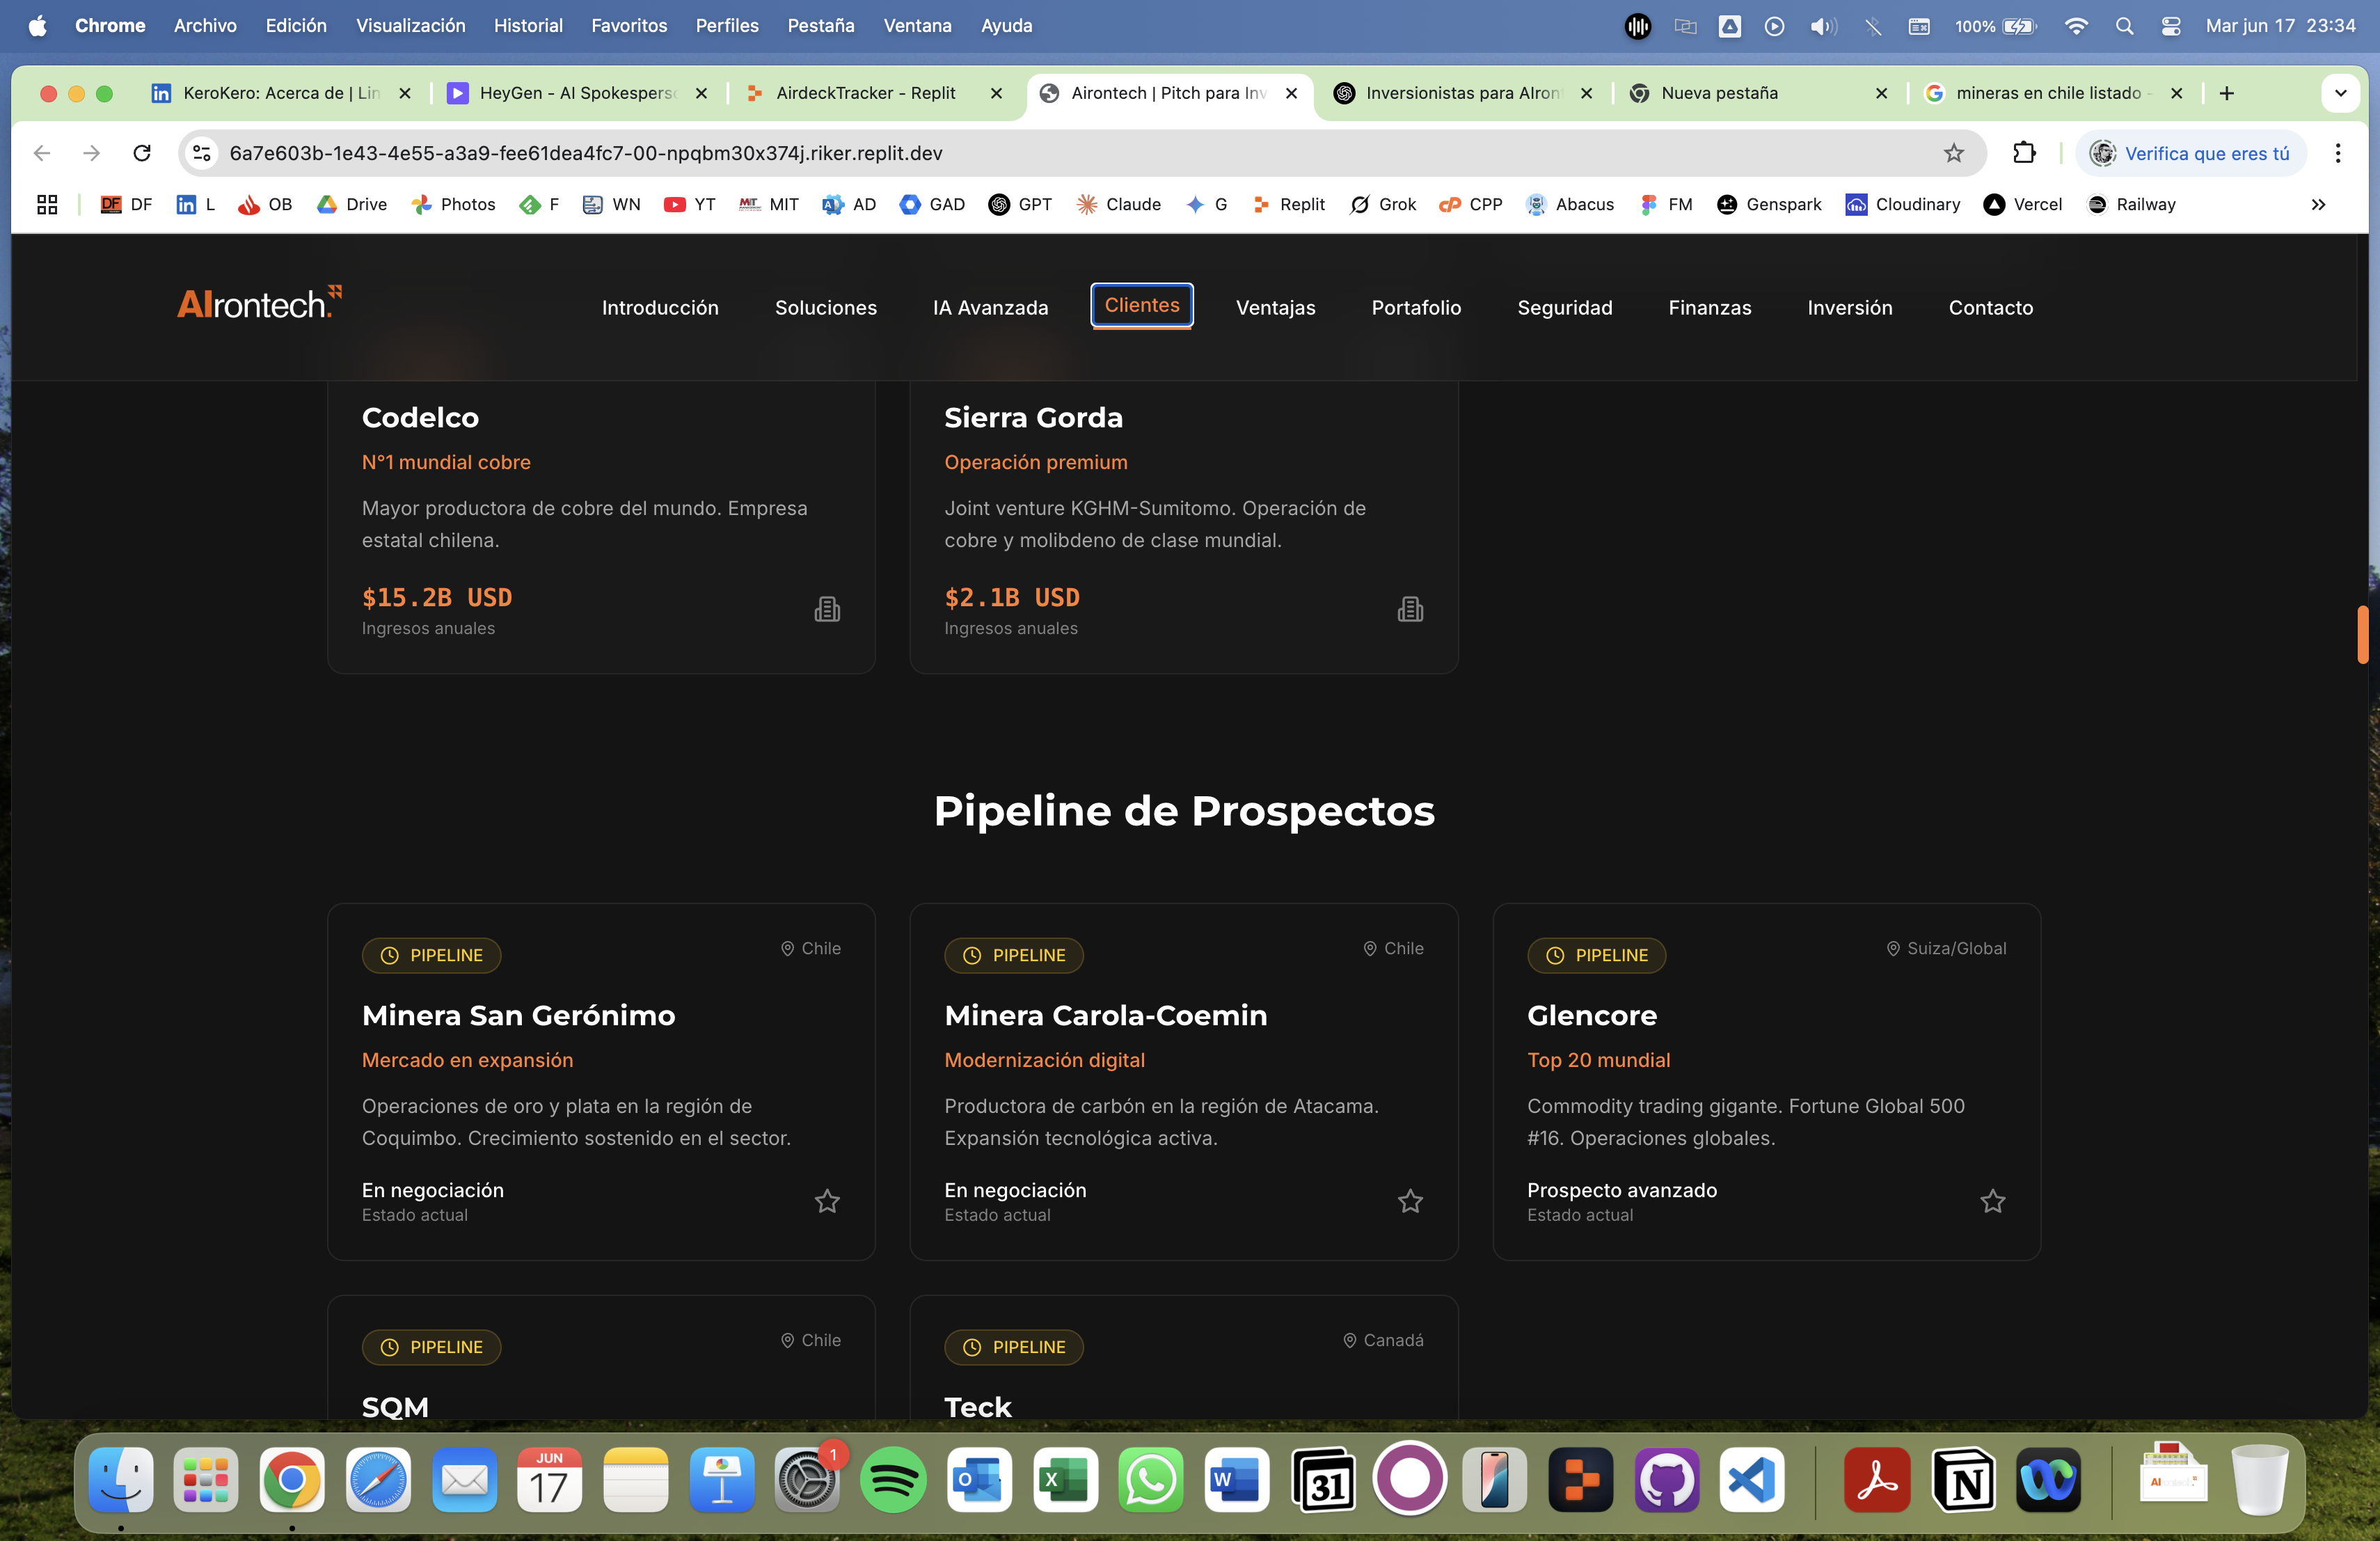 Chrome Archivo Edición Visualización Historial Favoritos Perfiles Pestaña Ventana Ayuda 100% Mar jun 17 23:34
KeroKero: Acerca de | Lin HeyGen - AI Spokesperso AirdeckTracker - Replit Airontech | Pitch para Inv Inversionistas para AIron Nueva pestaña mineras en chile listado -
6a7e603b-1e43-4e55-a3a9-fee61dea4fc7-00-npqbm30x374j.riker.replit.dev Verifica que eres tú
DF DF L OB Drive Photos F WN YT MIT MIT AD GAD GPT Claude G Replit Grok CPP Abacus FM Genspark Cloudinary Vercel Railway
AIrontech. Introducción Soluciones IA Avanzada Clientes Ventajas Portafolio Seguridad Finanzas Inversión Contacto
Codelco
N°1 mundial cobre
Mayor productora de cobre del mundo. Empresa
estatal chilena.
$15.2B USD
Ingresos anuales
Sierra Gorda
Operación premium
Joint venture KGHM-Sumitomo. Operación de
cobre y molibdeno de clase mundial.
$2.1B USD
Ingresos anuales
Pipeline de Prospectos
PIPELINE Chile
Minera San Gerónimo
Mercado en expansión
Operaciones de oro y plata en la región de
Coquimbo. Crecimiento sostenido en el sector.
En negociación
Estado actual
PIPELINE Chile
Minera Carola-Coemin
Modernización digital
Productora de carbón en la región de Atacama.
Expansión tecnológica activa.
En negociación
Estado actual
PIPELINE Suiza/Global
Glencore
Top 20 mundial
Commodity trading gigante. Fortune Global 500
#16. Operaciones globales.
Prospecto avanzado
Estado actual
PIPELINE Chile
SQM
PIPELINE Canadá
Teck
JUN
17
1
31